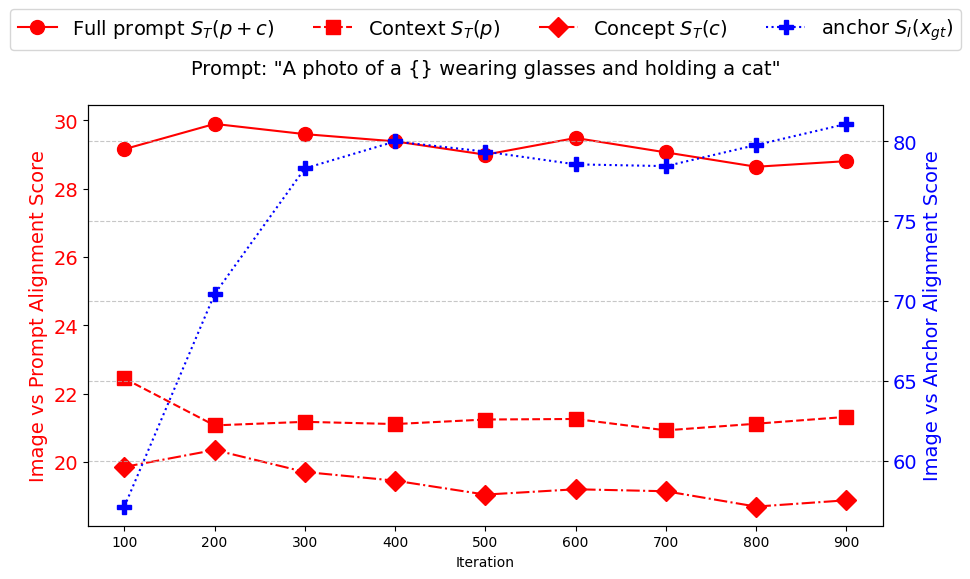 Full prompt S_T(p + c) Context S_T(p) Concept S_T(c) anchor S_I(x_gt)
Prompt: "A photo of a {} wearing glasses and holding a cat"
Image vs Prompt Alignment Score
30
28
26
24
22
20
80
75
70
65
60
Image vs Anchor Alignment Score
100 200 300 400 500 600 700 800 900
Iteration